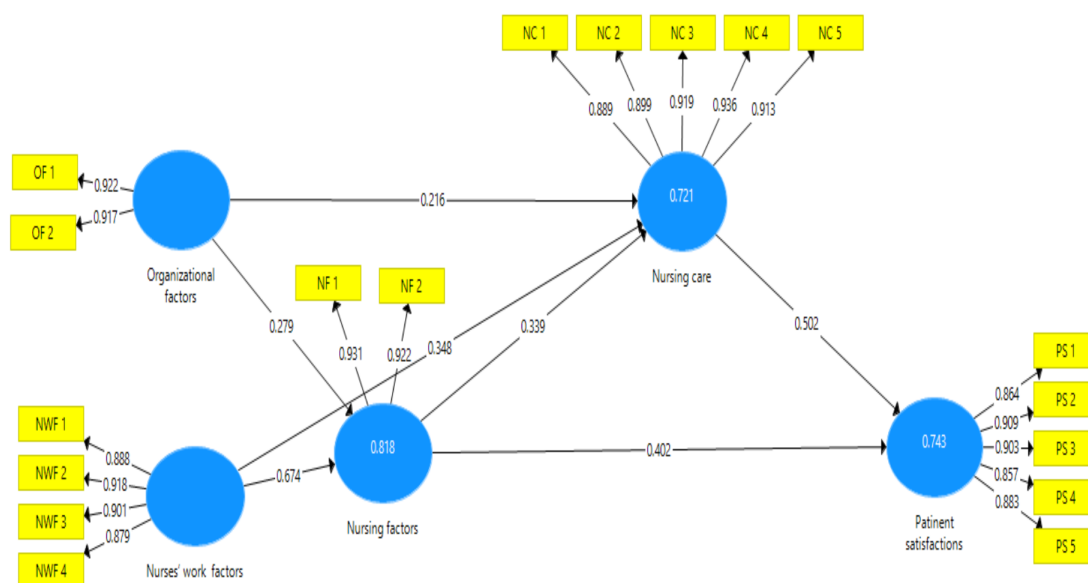 NC 1
NC 2
NC 3
NC 4
NC 5
0.889
0.899
0.919
0.936
0.913
OF 1
OF 2
0.922
0.917
0.216
0.721
Organizational
factors
Nursing care
NF 1
NF 2
0.279
0.931
0.922
0.348
0.339
0.502
NWF 1
NWF 2
NWF 3
NWF 4
0.888
0.918
0.901
0.879
0.674
0.818
0.402
0.743
Nursing factors
Nurses' work factors
Patinent
satisfactions
PS 1
PS 2
PS 3
PS 4
PS 5
0.864
0.909
0.903
0.857
0.883